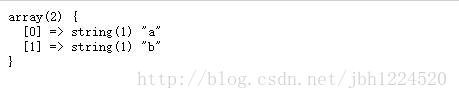 array(2) {
  [0] => string(1) "a"
  [1] => string(1) "b"
}
http://blog.csdn.net/jbh1224520